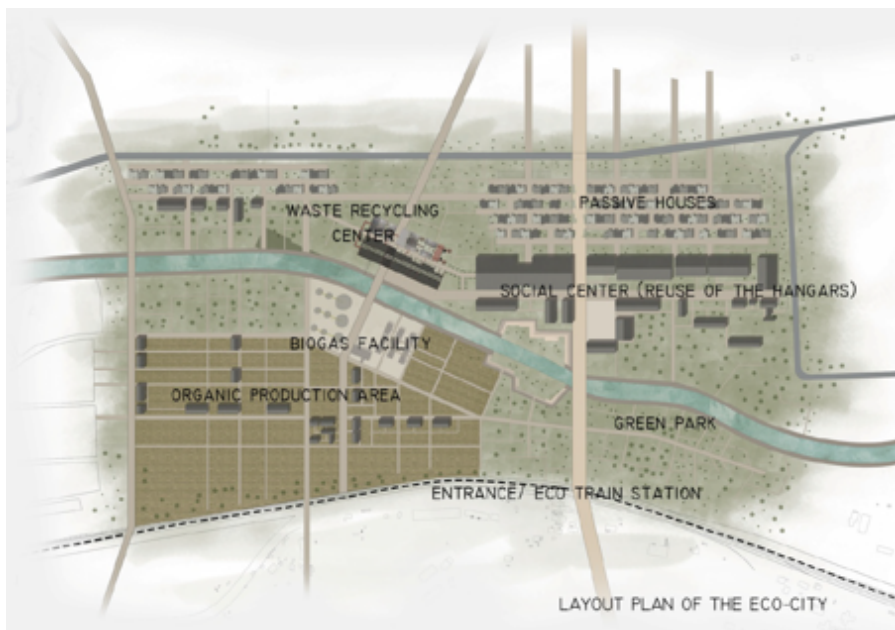 WASTE RECYCLING
CENTER
PASSIVE HOUSES
SOCIAL CENTER (REUSE OF THE HANGARS)
BIOGAS FACILITY
ORGANIC PRODUCTION AREA
GREEN PARK
ENTRANCE/ ECO TRAIN STATION
LAYOUT PLAN OF THE ECO-CITY